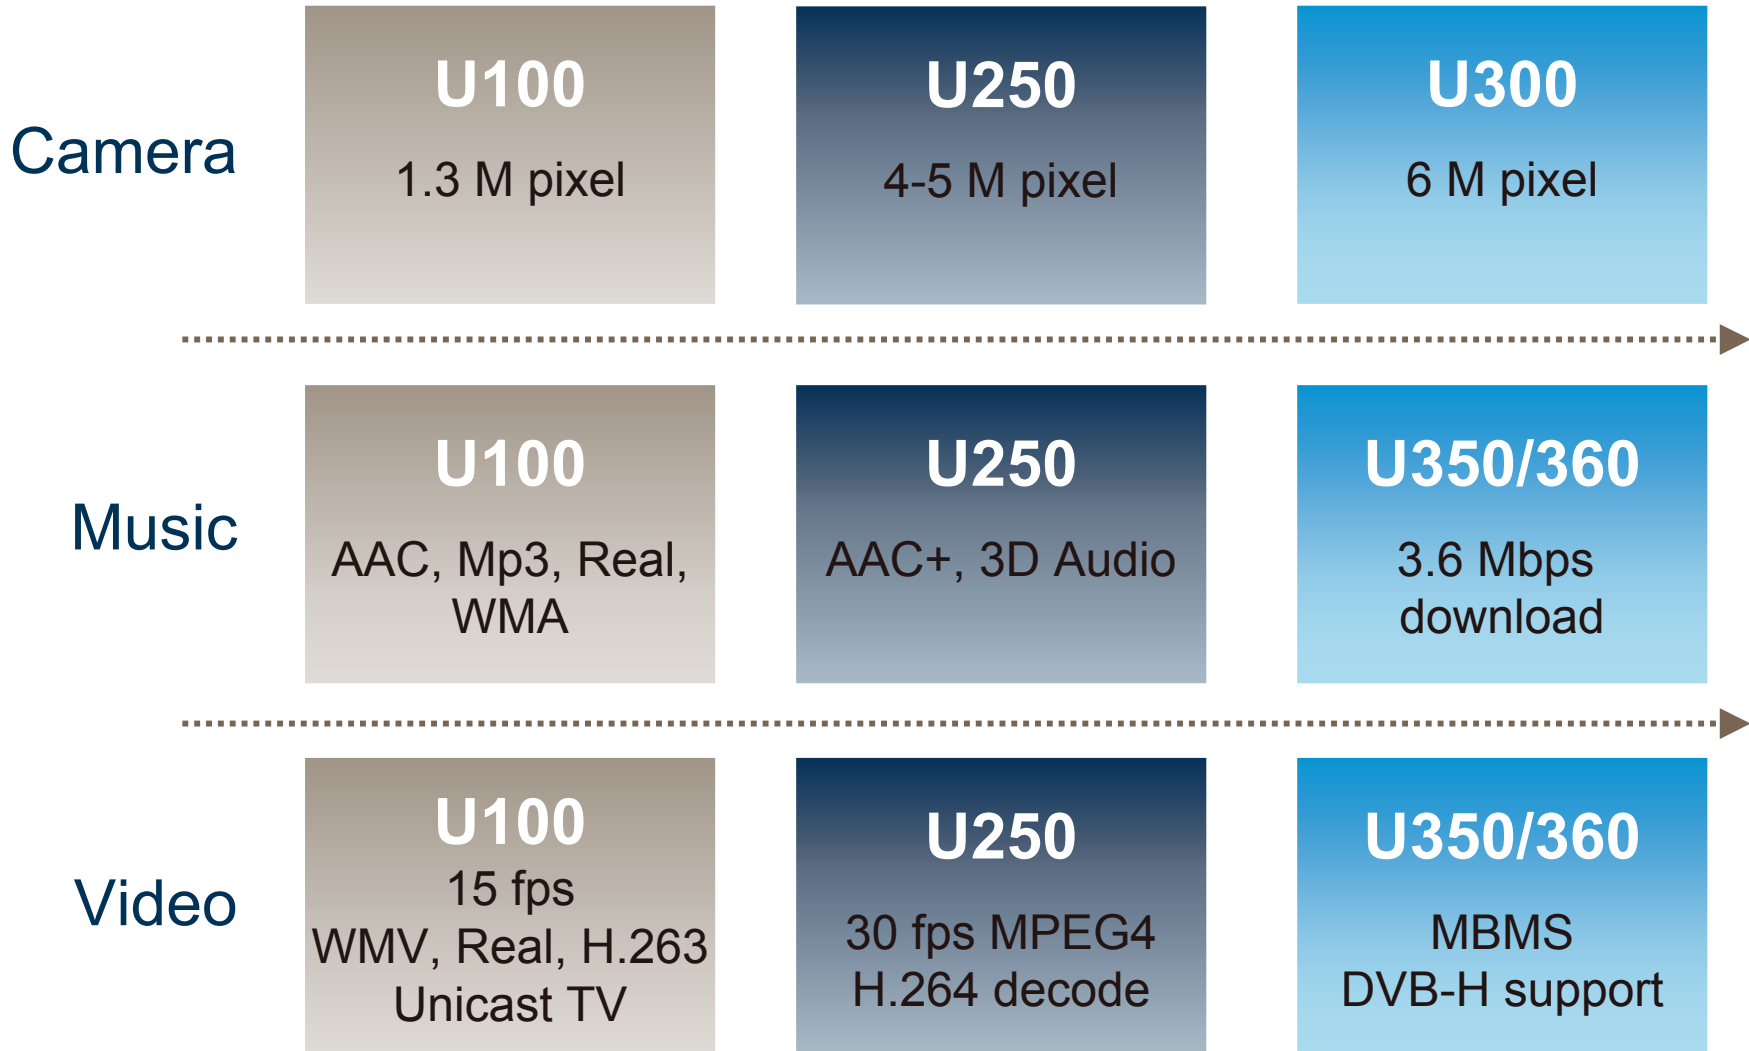 Camera
U100
1.3 M pixel
U250
4-5 M pixel
U300
6 M pixel
Music
U100
AAC, Mp3, Real,
WMA
U250
AAC+, 3D Audio
U350/360
3.6 Mbps
download
Video
U100
15 fps
WMV, Real, H.263
Unicast TV
U250
30 fps MPEG4
H.264 decode
U350/360
MBMS
DVB-H support